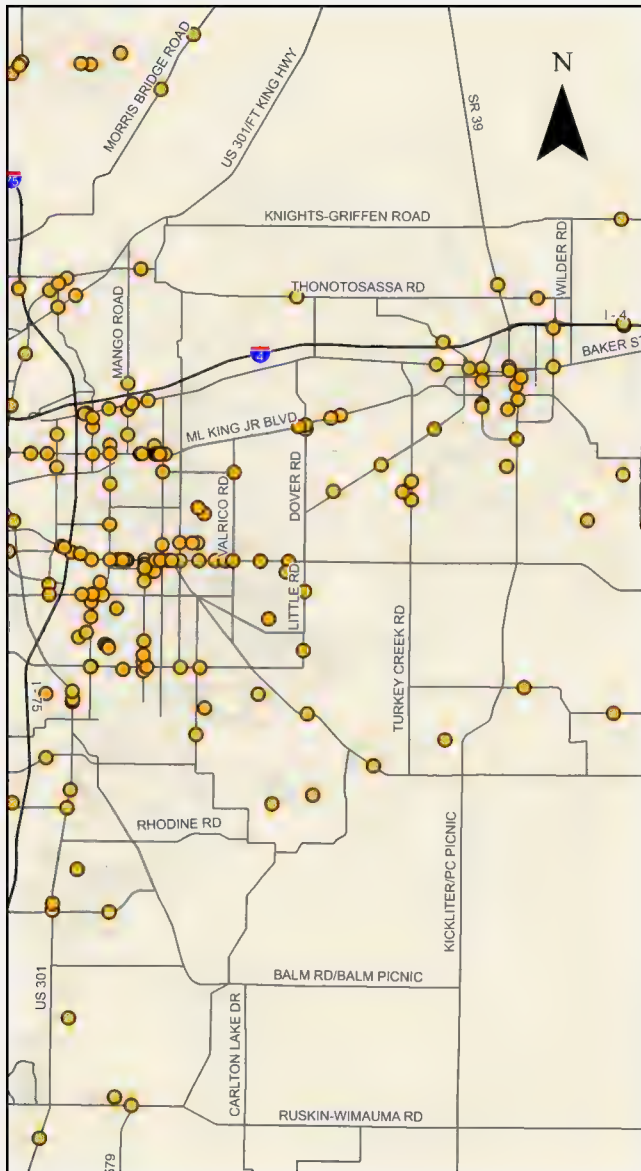 MORRIS BRIDGE ROAD
US 301/FT KING HWY
SR 39
N
KNIGHTS-GRIFFEN ROAD
WILDER RD
THONOTOSASSA RD
I - 4
MANGO ROAD
4
BAKER ST
ML KING JR BLVD
VALRICO RD
DOVER RD
LITTLE RD
TURKEY CREEK RD
I - 75
RHODINE RD
KICKLITER/PC PICNIC
BALM RD/BALM PICNIC
US 301
CARLTON LAKE DR
RUSKIN-WIMAUMA RD
579